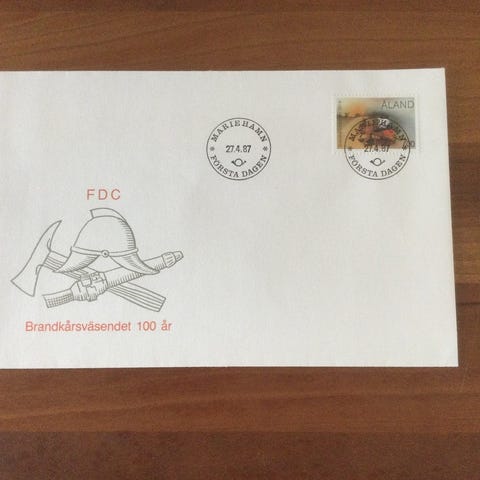 ÅLAND
MARIEHAMN
27.4.87
FÖRSTA DAGEN
MARIEHAMN
27.4.87
FÖRSTA DAGEN
FDC
Brandkårsväsendet 100 år